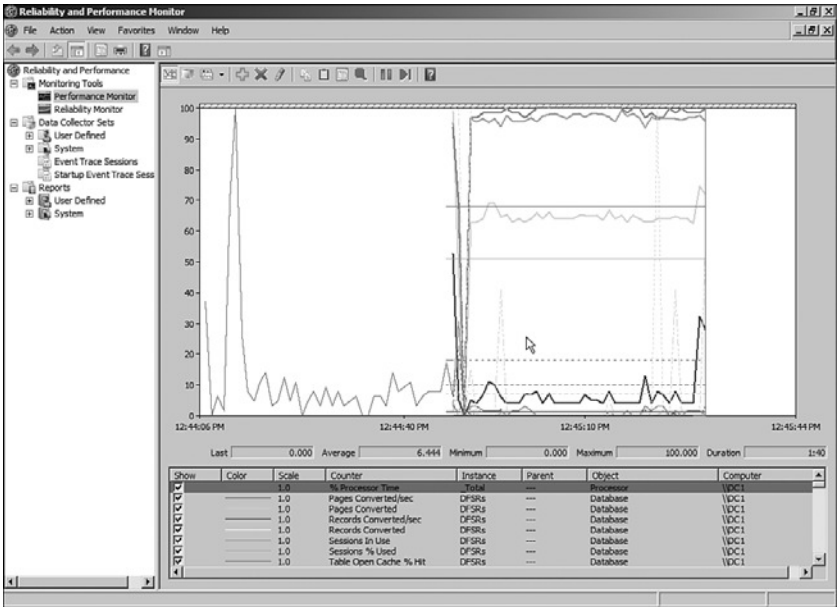 Reliability and Performance Monitor
File Action View Favorites Window Help
Reliability and Performance
Monitoring Tools
Performance Monitor
Reliability Monitor
Data Collector Sets
User Defined
System
Event Trace Sessions
Startup Event Trace Sess
Reports
User Defined
System
100
90
80
70
60
50
40
30
20
10
0
12:44:06 PM 12:44:40 PM 12:45:10 PM 12:45:44 PM
Last 0.000 Average 6.444 Minimum 0.000 Maximum 100.000 Duration 1:40
Show Color Scale Counter Instance Parent Object Computer
1.0 % Processor Time _Total --- Processor \\DC1
1.0 Pages Converted/sec DFSRs --- Database \\DC1
1.0 Pages Converted DFSRs --- Database \\DC1
1.0 Records Converted/sec DFSRs --- Database \\DC1
1.0 Records Converted DFSRs --- Database \\DC1
1.0 Sessions In Use DFSRs --- Database \\DC1
1.0 Sessions % Used DFSRs --- Database \\DC1
1.0 Table Open Cache % Hit DFSRs --- Database \\DC1